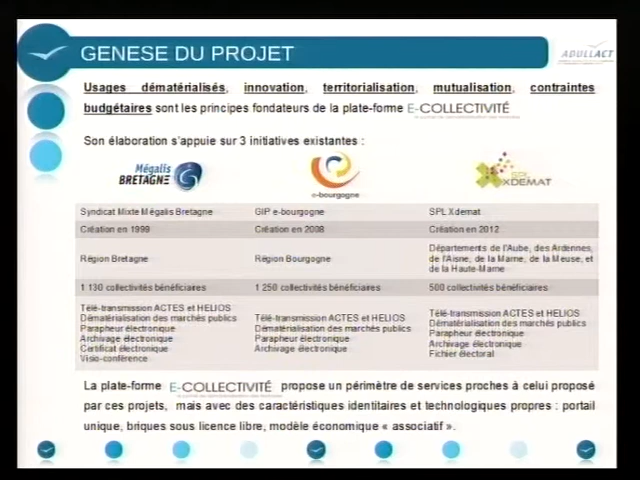 GENESE DU PROJET
ADULLACT
Usages dématérialisés, innovation, territorialisation, mutualisation, contraintes
budgétaires sont les principes fondateurs de la plate-forme E-COLLECTIVITÉ
Son élaboration s'appuie sur 3 initiatives existantes :
Mégalis
BRETAGNE
e-bourgogne
SPL
XDEMAT
Syndicat Mixte Mégalis Bretagne GIP e-bourgogne SPL Xdemat
Création en 1999 Création en 2008 Création en 2012
Région Bretagne Région Bourgogne Départements de l'Aube, des Ardennes,
de l'Aisne, de la Marne, de la Meuse, et
de la Haute-Marne
1 130 collectivités bénéficiaires 1 250 collectivités bénéficiaires 500 collectivités bénéficiaires
Télé-transmission ACTES et HELIOS
Dématérialisation des marchés publics
Parapheur électronique
Archivage électronique
Certificat électronique
Visio-conférence
Télé-transmission ACTES et HELIOS
Dématérialisation des marchés publics
Parapheur électronique
Archivage électronique
Télé-transmission ACTES et HELIOS
Dématérialisation des marchés publics
Parapheur électronique
Archivage électronique
Fichier électoral
La plate-forme E-COLLECTIVITÉ propose un périmètre de services proches à celui proposé
par ces projets, mais avec des caractéristiques identitaires et technologiques propres : portail
unique, briques sous licence libre, modèle économique « associatif ».